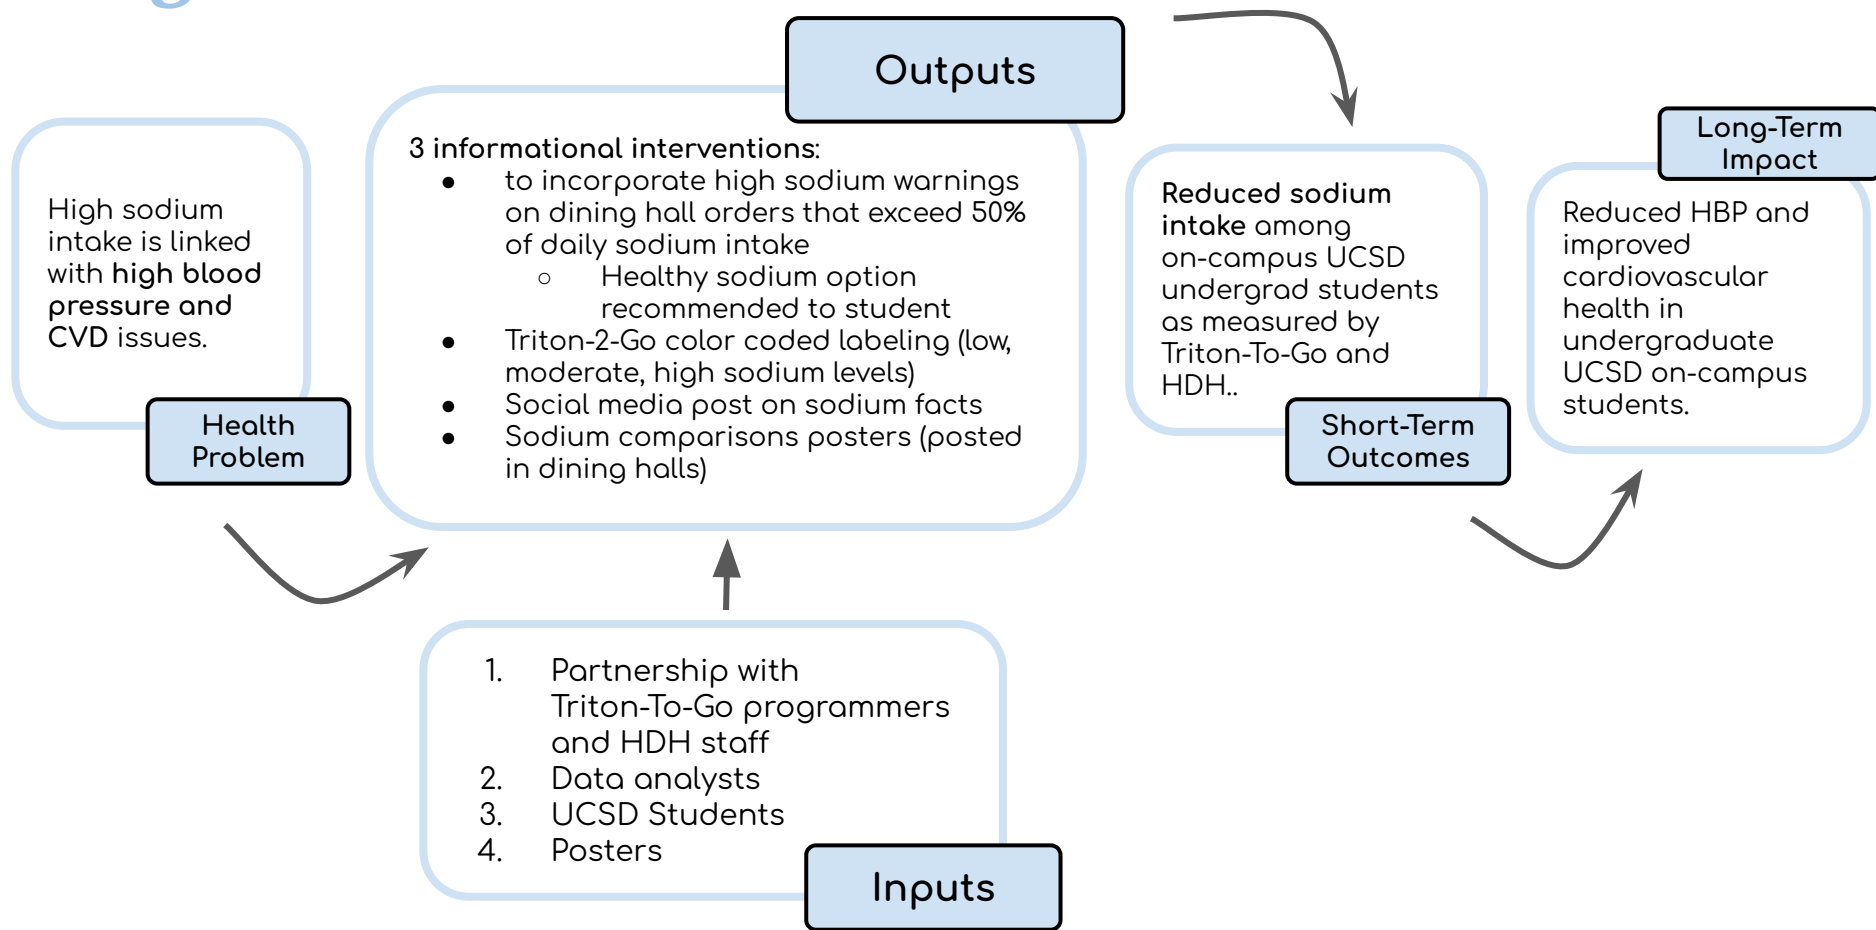 High sodium
intake is linked
with high blood
pressure and
CVD issues.
Health
Problem
Outputs
3 informational interventions:
● to incorporate high sodium warnings
on dining hall orders that exceed 50%
of daily sodium intake
○ Healthy sodium option
recommended to student
● Triton-2-Go color coded labeling (low,
moderate, high sodium levels)
● Social media post on sodium facts
● Sodium comparisons posters (posted
in dining halls)
1. Partnership with
Triton-To-Go programmers
and HDH staff
2. Data analysts
3. UCSD Students
4. Posters
Inputs
Reduced sodium
intake among
on-campus UCSD
undergrad students
as measured by
Triton-To-Go and
HDH..
Short-Term
Outcomes
Long-Term
Impact
Reduced HBP and
improved
cardiovascular
health in
undergraduate
UCSD on-campus
students.